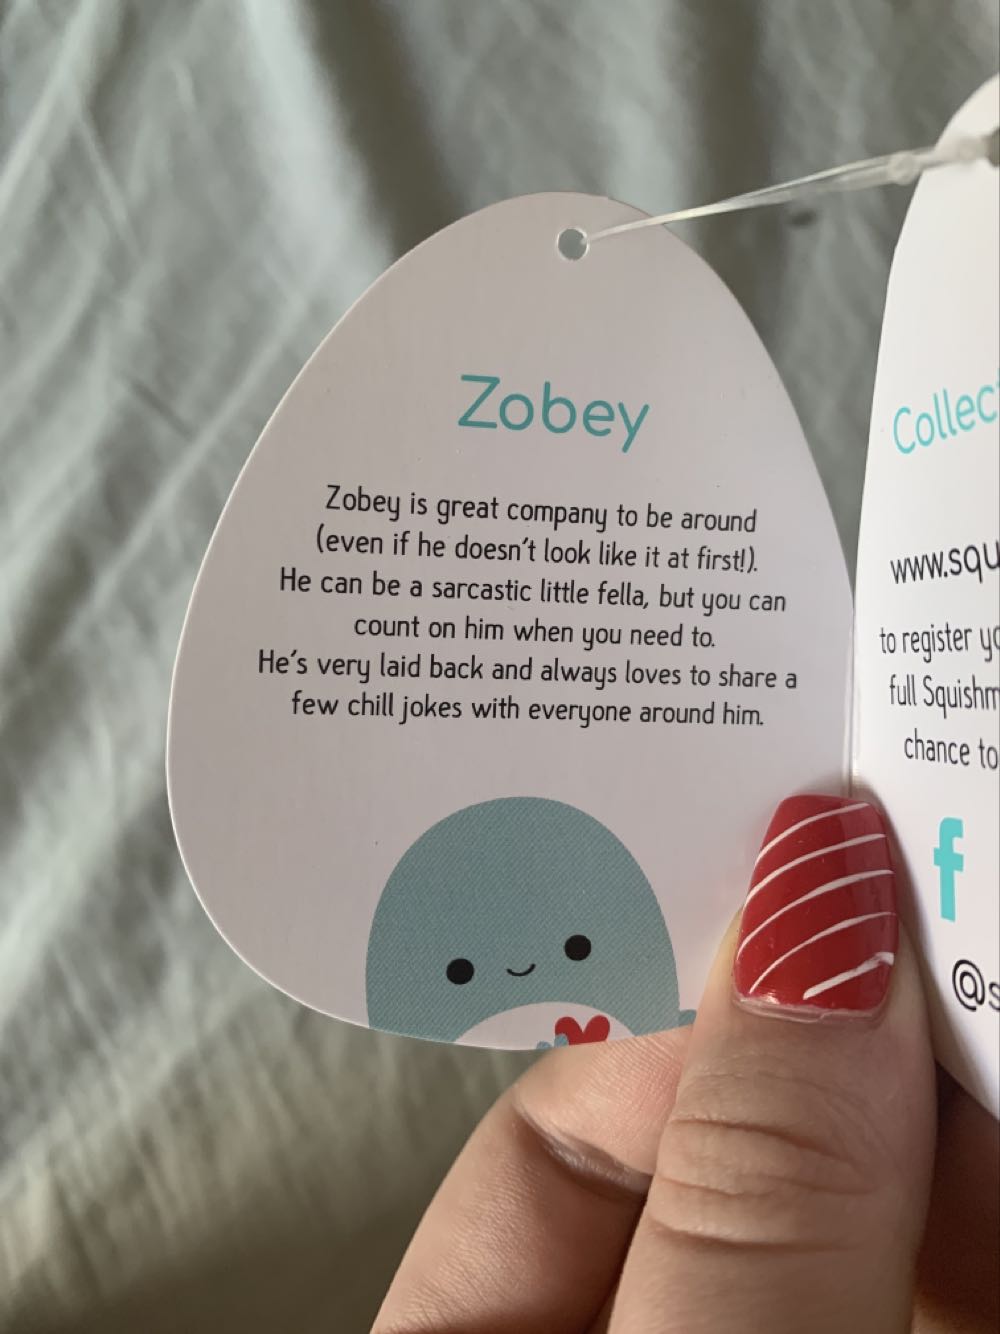 Zobey
Zobey is great company to be around
(even if he doesn't look like it at first!).
He can be a sarcastic little fella, but you can
count on him when you need to.
He's very laid back and always loves to share a
few chill jokes with everyone around him.
Collect
www.squ
to register yo
full Squishm
chance to
f
@s